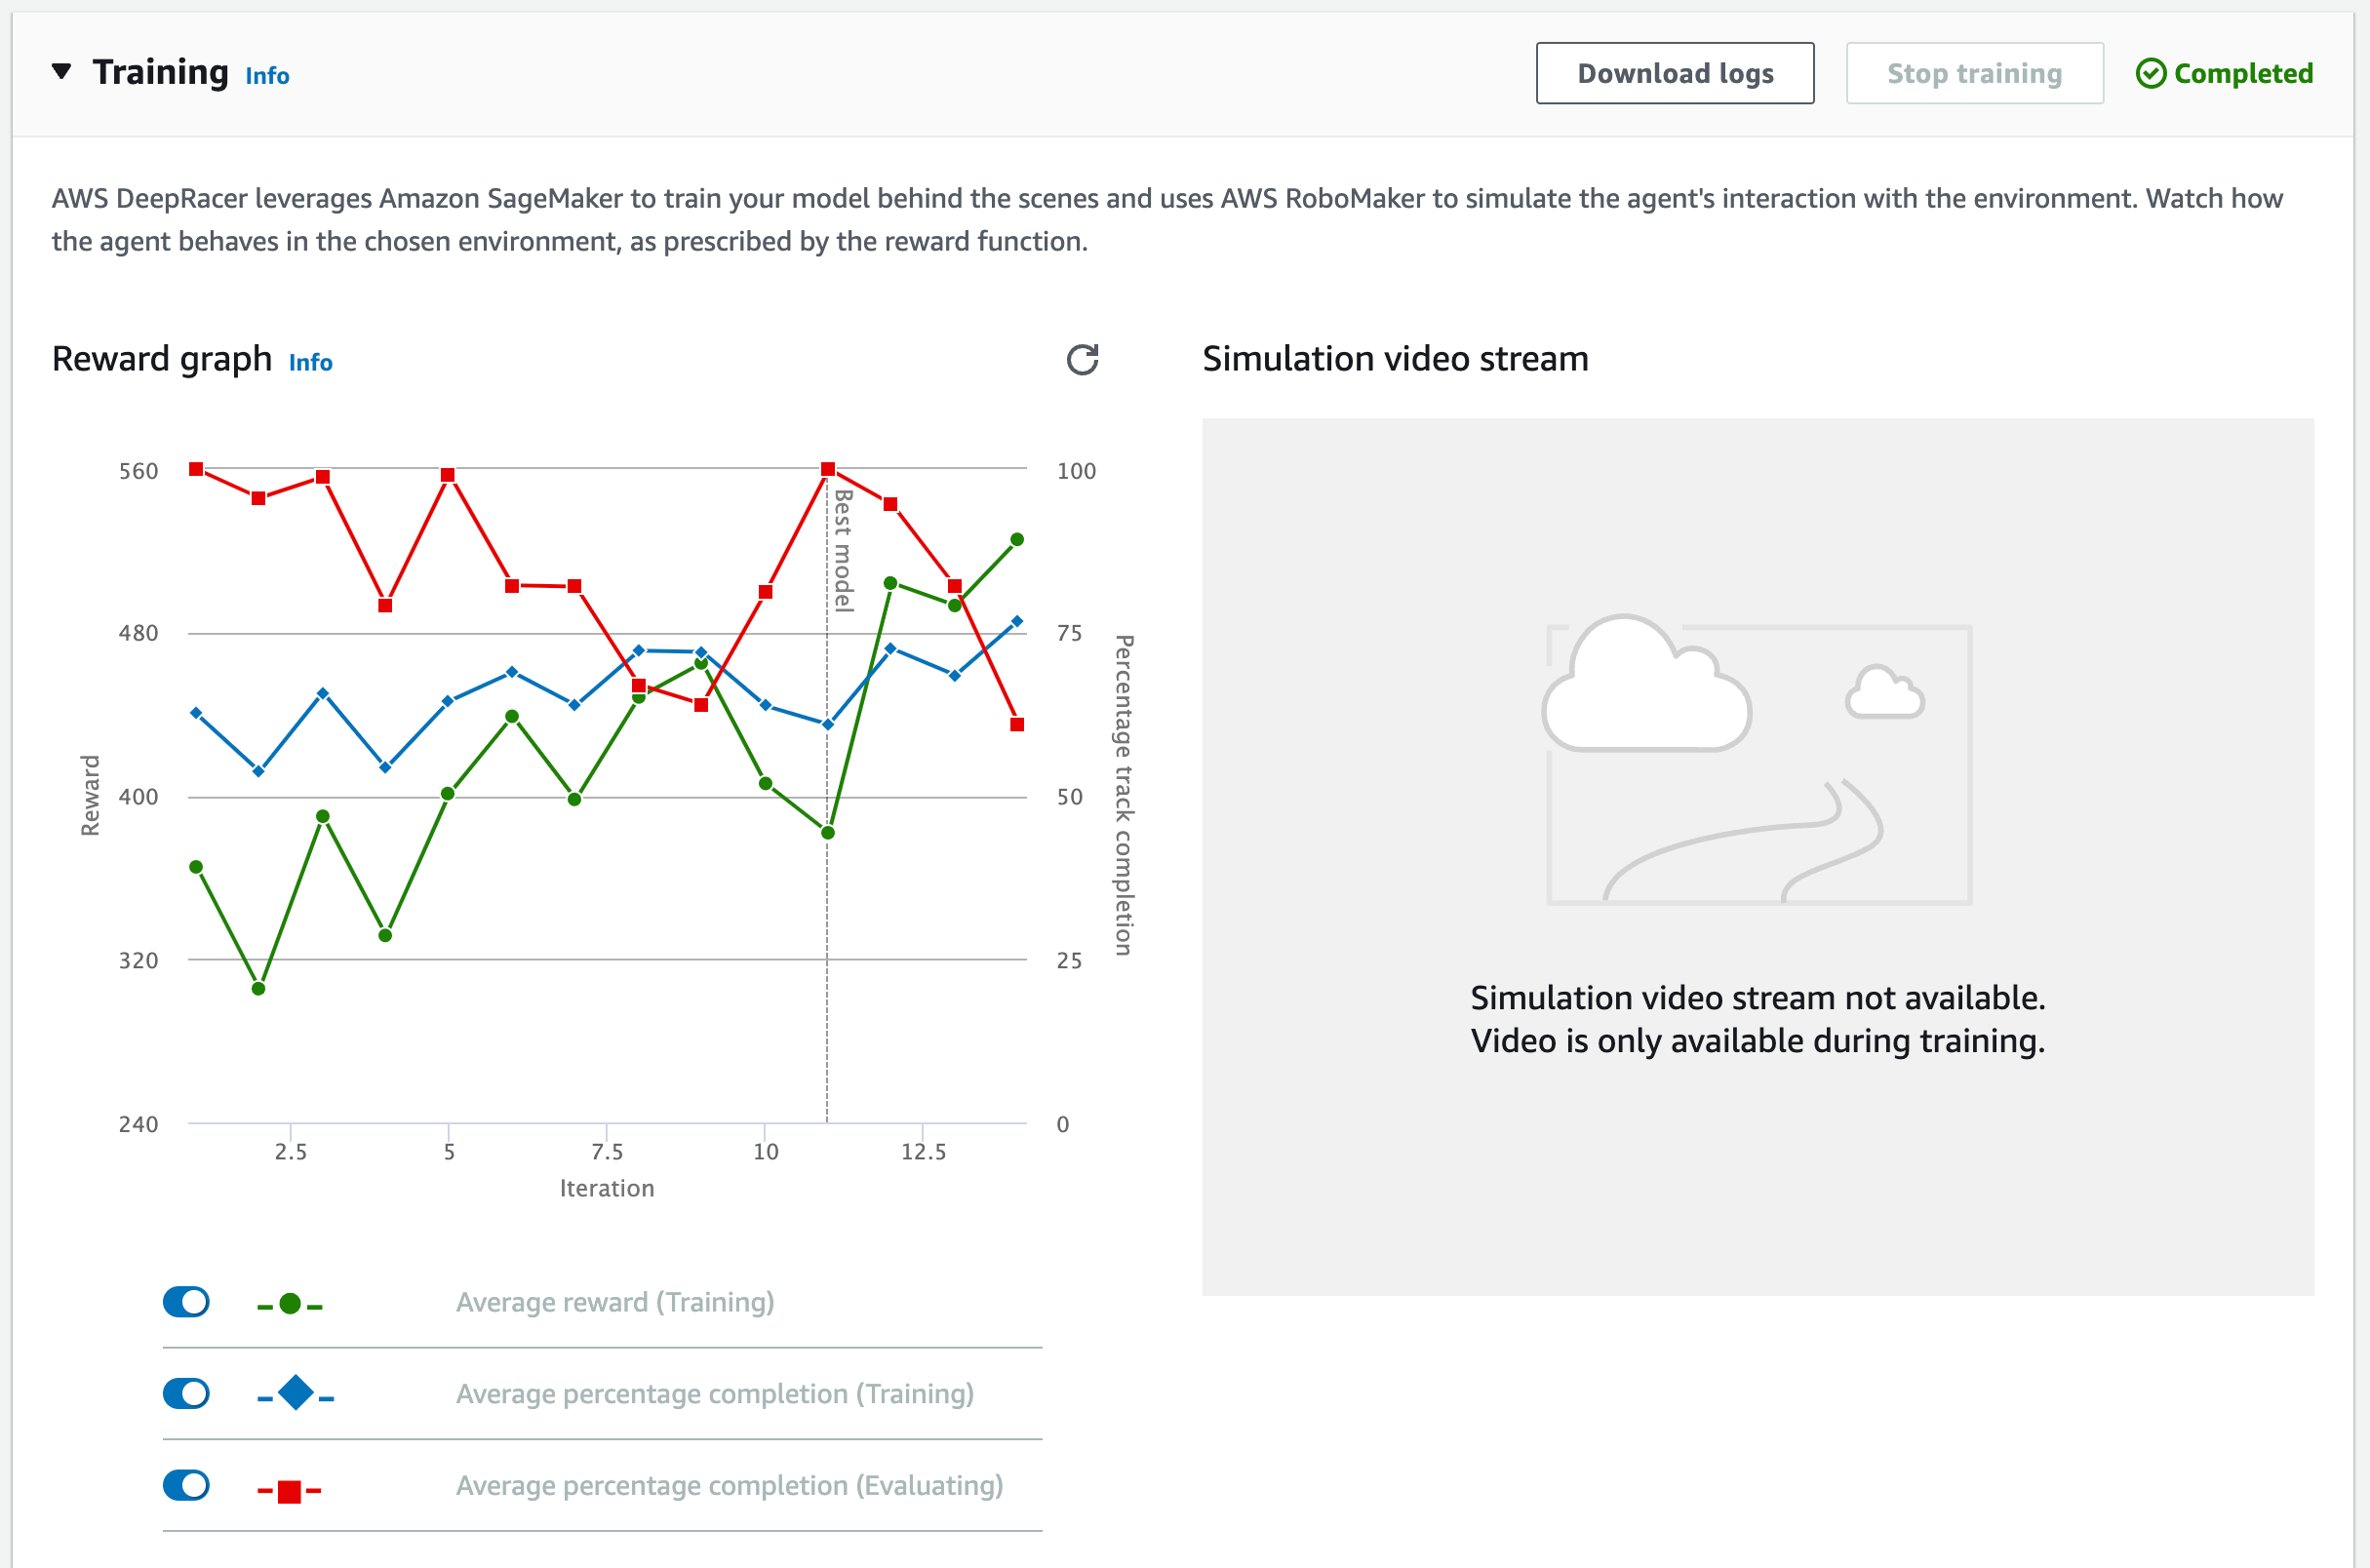 Training Info
Download logs
Stop training
Completed
AWS DeepRacer leverages Amazon SageMaker to train your model behind the scenes and uses AWS RoboMaker to simulate the agent's interaction with the environment. Watch how
the agent behaves in the chosen environment, as prescribed by the reward function.
Reward graph Info
560
480
400
320
240
Reward
100
75
50
25
0
Percentage track completion
Best model
2.5
5
7.5
10
12.5
Iteration
Average reward (Training)
Average percentage completion (Training)
Average percentage completion (Evaluating)
Simulation video stream
Simulation video stream not available.
Video is only available during training.